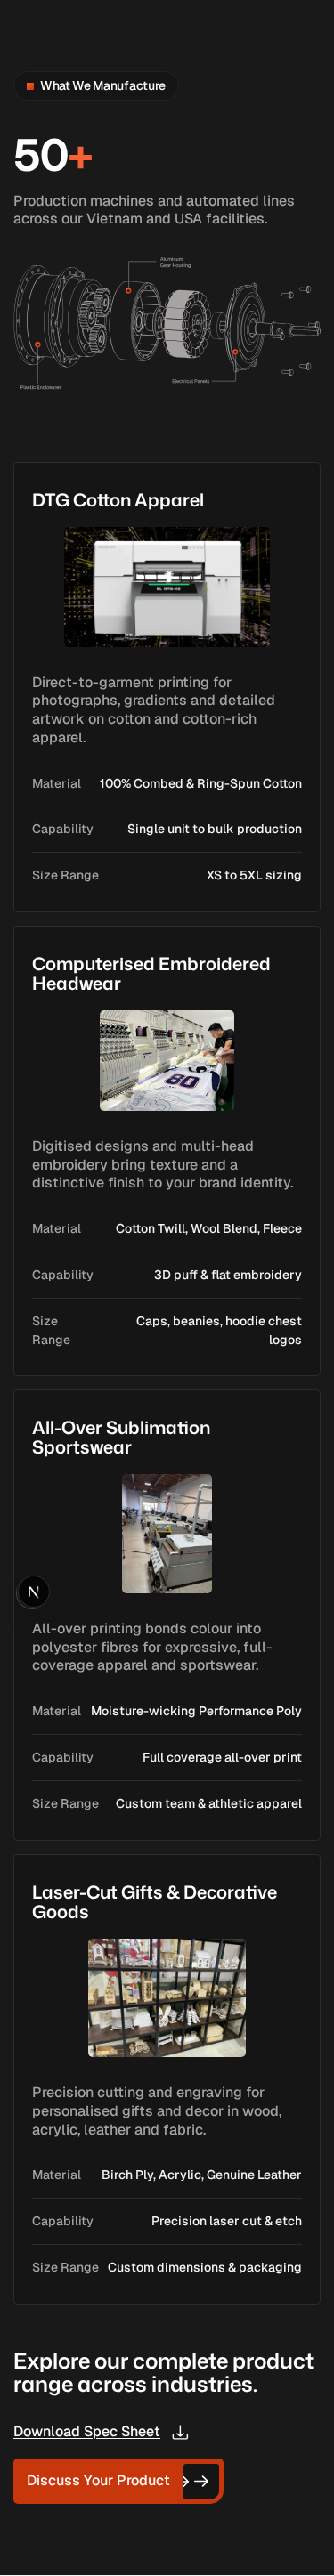 What We Manufacture
50+
Production machines and automated lines
across our Vietnam and USA facilities.
Aluminum
Gear Housing
Electrical Panels
Plastic Enclosures
DTG Cotton Apparel
Direct-to-garment printing for
photographs, gradients and detailed
artwork on cotton and cotton-rich
apparel.
Material 100% Combed & Ring-Spun Cotton
Capability Single unit to bulk production
Size Range XS to 5XL sizing
Computerised Embroidered
Headwear
80
Digitised designs and multi-head
embroidery bring texture and a
distinctive finish to your brand identity.
Material Cotton Twill, Wool Blend, Fleece
Capability 3D puff & flat embroidery
Size Caps, beanies, hoodie chest
Range logos
All-Over Sublimation
Sportswear
N
All-over printing bonds colour into
polyester fibres for expressive, full-
coverage apparel and sportswear.
Material Moisture-wicking Performance Poly
Capability Full coverage all-over print
Size Range Custom team & athletic apparel
Laser-Cut Gifts & Decorative
Goods
Precision cutting and engraving for
personalised gifts and decor in wood,
acrylic, leather and fabric.
Material Birch Ply, Acrylic, Genuine Leather
Capability Precision laser cut & etch
Size Range Custom dimensions & packaging
Explore our complete product
range across industries.
Download Spec Sheet
Discuss Your Product